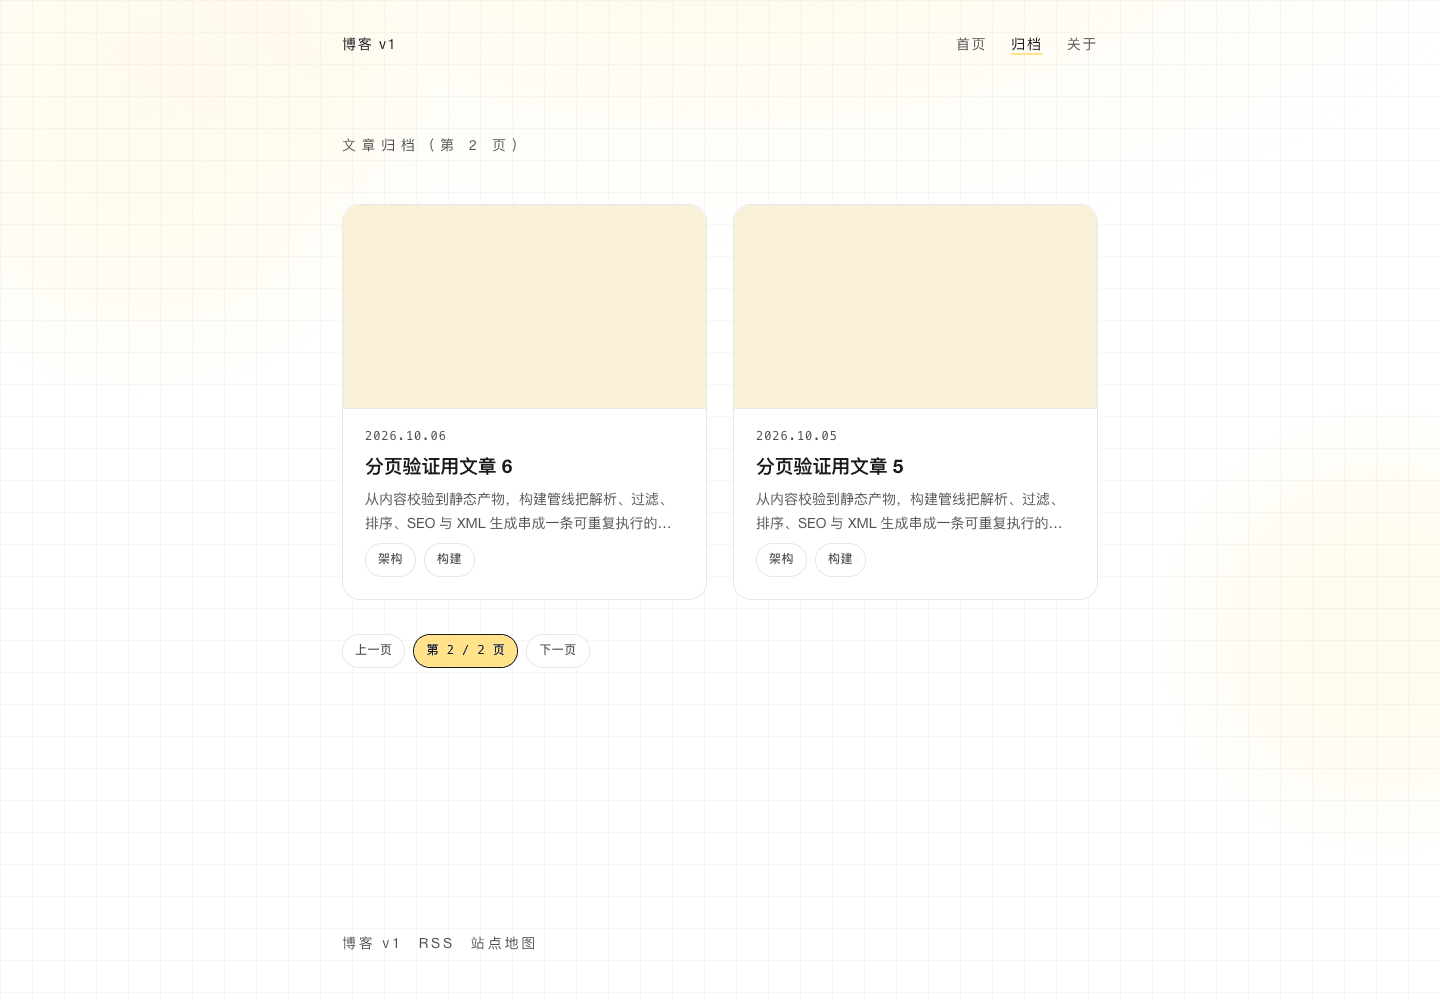 博客 v1
首页 归档 关于
文章归档（第 2 页）
2026.10.06
分页验证用文章 6
从内容校验到静态产物，构建管线把解析、过滤、
排序、SEO 与 XML 生成串成一条可重复执行的…
架构 构建
2026.10.05
分页验证用文章 5
从内容校验到静态产物，构建管线把解析、过滤、
排序、SEO 与 XML 生成串成一条可重复执行的…
架构 构建
上一页 第 2 / 2 页 下一页
博客 v1 RSS 站点地图